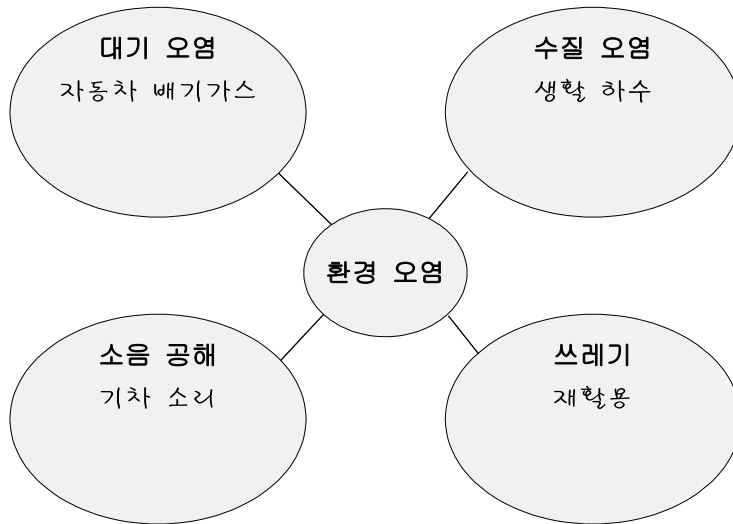 대기 오염
자동차 배기가스
수질 오염
생활 하수
환경 오염
소음 공해
기차 소리
쓰레기
재활용